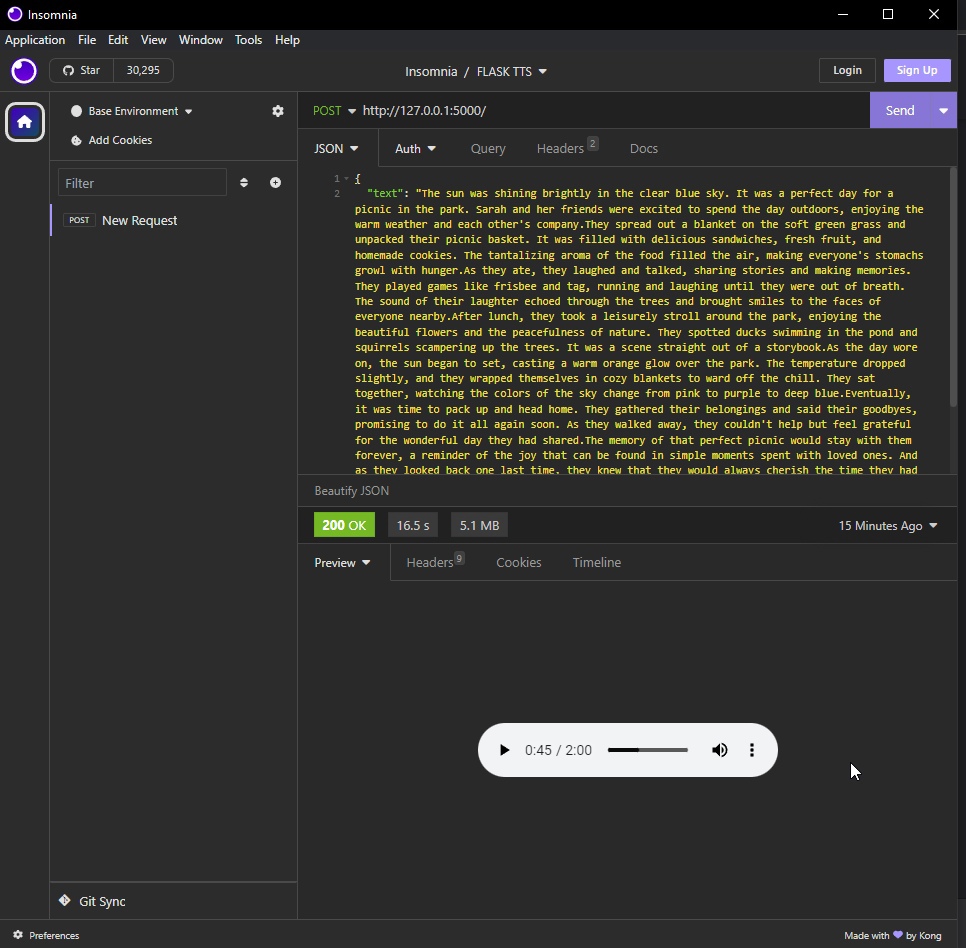 Insomnia
Application File Edit View Window Tools Help
Star 30,295
Insomnia / FLASK TTS
Login Sign Up
Base Environment
Add Cookies
Filter
POST New Request
POST http://127.0.0.1:5000/
Send
JSON Auth Query Headers 2 Docs
1 {
2 "text": "The sun was shining brightly in the clear blue sky. It was a perfect day for a
picnic in the park. Sarah and her friends were excited to spend the day outdoors, enjoying the
warm weather and each other's company.They spread out a blanket on the soft green grass and
unpacked their picnic basket. It was filled with delicious sandwiches, fresh fruit, and
homemade cookies. The tantalizing aroma of the food filled the air, making everyone's stomachs
growl with hunger.As they ate, they laughed and talked, sharing stories and making memories.
They played games like frisbee and tag, running and laughing until they were out of breath.
The sound of their laughter echoed through the trees and brought smiles to the faces of
everyone nearby.After lunch, they took a leisurely stroll around the park, enjoying the
beautiful flowers and the peacefulness of nature. They spotted ducks swimming in the pond and
squirrels scampering up the trees. It was a scene straight out of a storybook.As the day wore
on, the sun began to set, casting a warm orange glow over the park. The temperature dropped
slightly, and they wrapped themselves in cozy blankets to ward off the chill. They sat
together, watching the colors of the sky change from pink to purple to deep blue.Eventually,
it was time to pack up and head home. They gathered their belongings and said their goodbyes,
promising to do it all again soon. As they walked away, they couldn't help but feel grateful
for the wonderful day they had shared.The memory of that perfect picnic would stay with them
forever, a reminder of the joy that can be found in simple moments spent with loved ones. And
as they looked back one last time, they knew that they would always cherish the time they had
Beautify JSON
200 OK 16.5 s 5.1 MB 15 Minutes Ago
Preview Headers 9 Cookies Timeline
0:45 / 2:00
Git Sync
Preferences
Made with by Kong